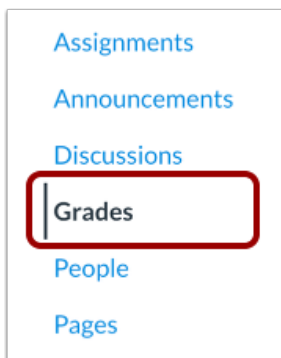 Assignments
Announcements
Discussions
Grades
People
Pages